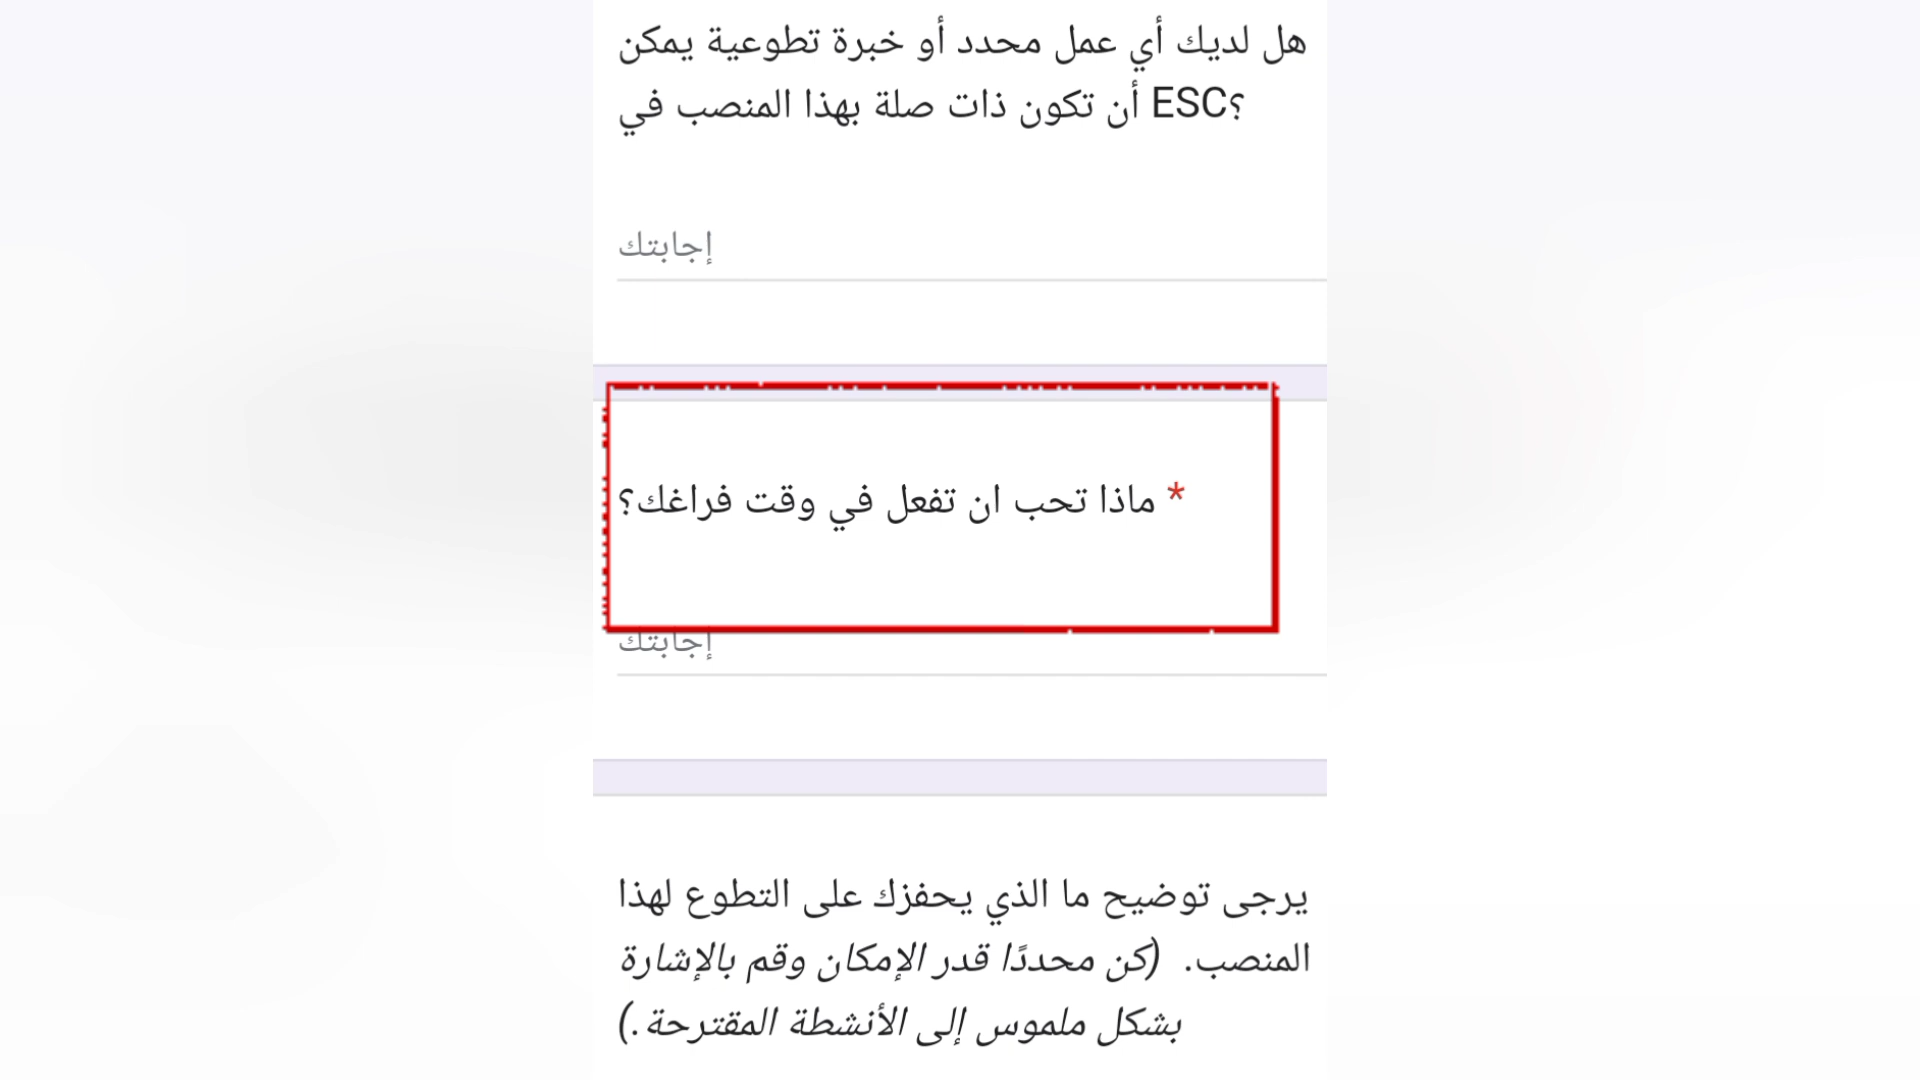 هل لديك أي عمل محدد أو خبرة تطوعية يمكن
أن تكون ذات صلة بهذا المنصب في ESC؟
إجابتك
ماذا تحب ان تفعل في وقت فراغك؟ *
إجابتك
يرجى توضيح ما الذي يحفزك على التطوع لهذا
المنصب. (كن محددًا قدر الإمكان وقم بالإشارة
بشكل ملموس إلى الأنشطة المقترحة.)